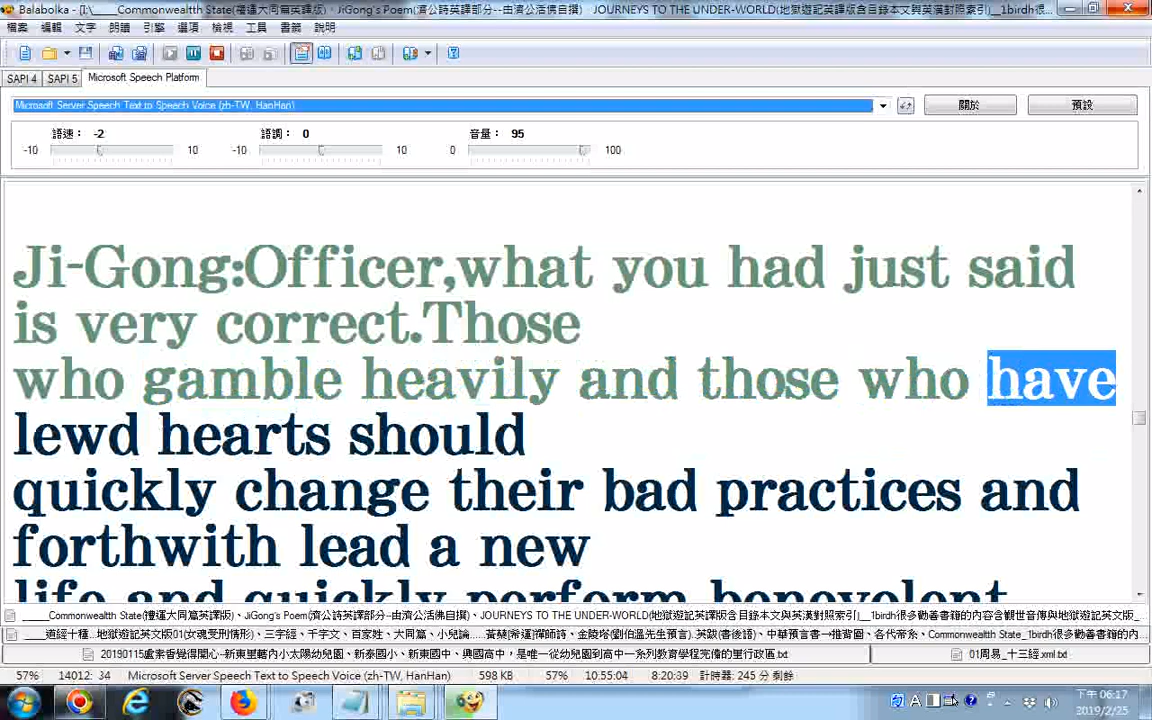 Balabolka - [I:\____Commonwealtth State(禮運大同篇英譯版)、JiGong's Poem(濟公詩英譯部分--由濟公活佛自撰) JOURNEYS TO THE UNDER-WORLD(地獄遊記英譯版含目錄本文與英漢對照索引)__1birdh很...
檔案 編輯 文字 朗讀 引擎 選項 檢視 工具 書籤 說明
SAPI 4 SAPI 5 Microsoft Speech Platform
Microsoft Server Speech Text to Speech Voice (zh-TW, HanHan) 關於 預設
語速： -2 語調： 0 音量： 95
-10 10 -10 10 0 100
Ji-Gong:Officer,what you had just said
is very correct.Those
who gamble heavily and those who have
lewd hearts should
quickly change their bad practices and
forthwith lead a new
life and quickly perform benevolent
____Commonwealtth State(禮運大同篇英譯版)、JiGong's Poem(濟公詩英譯部分--由濟公活佛自撰)、JOURNEYS TO THE UNDER-WORLD(地獄遊記英譯版含目錄本文與英漢對照索引)__1birdh很多勸善書籍的內容含觀世音傳與地獄遊記英文版_
地獄遊記英文版01(女魂受刑情形)、三字經、千字文、百家姓、大同篇、小兒論......黃蘗[希運]禪師詩、金陵塔(劉伯溫先生預言).英跋(書後語)、中華預言書---推背圖、各代帝系、Commonwealtth State_1birdh很多勸善書籍的內...
20190115盧素皆覺得開心--新東里轄內小太陽幼兒園、新泰國小、新東國中、興國高中，是唯一從幼兒園到高中一系列教育學程完備的里行政區.txt 01周易_十三經.xml.txt
57% 14012: 34 Microsoft Server Speech Text to Speech Voice (zh-TW, HanHan) 598 KB 57% 10:55:04 8:20:39 計時器: 245 分 剩餘
下午 06:17
2019/2/25